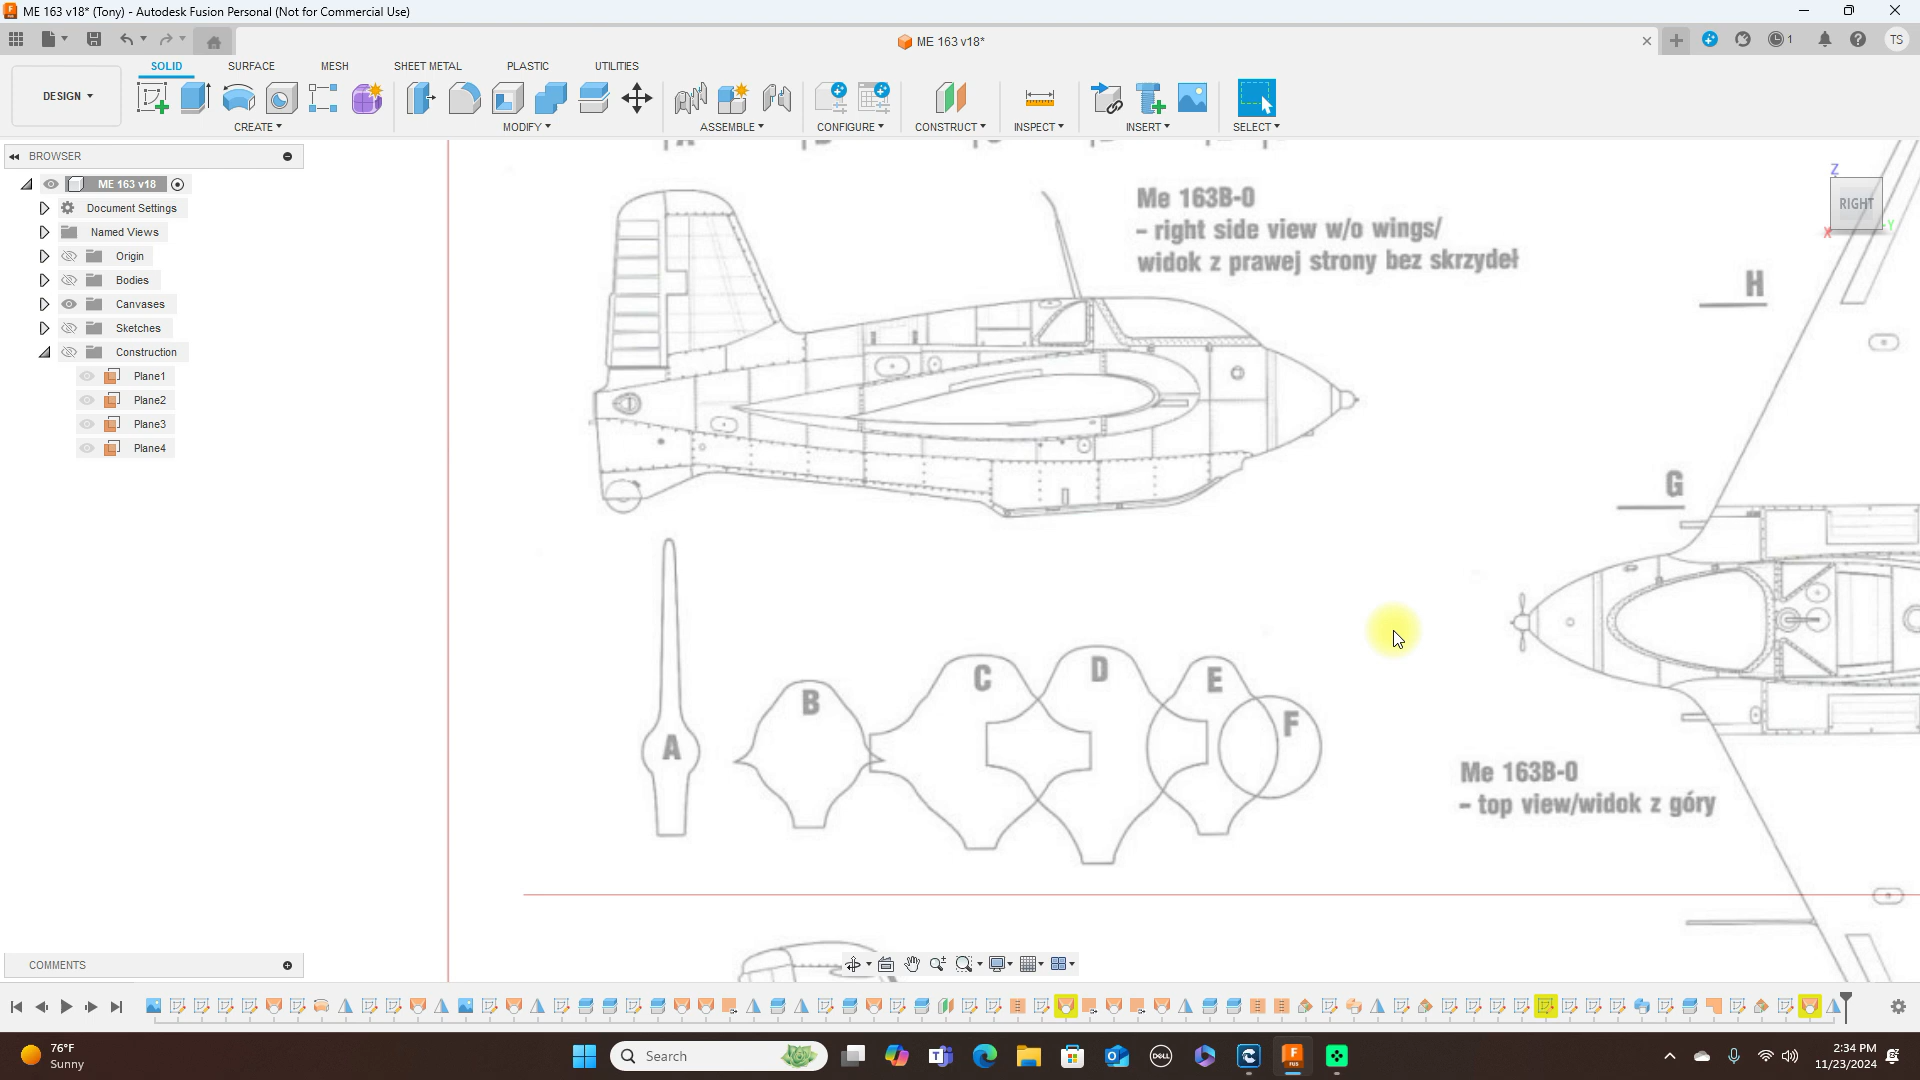 ME 163 v18* (Tony) - Autodesk Fusion Personal (Not for Commercial Use)
ME 163 v18*
1
TS
DESIGN
SOLID
SURFACE
MESH
SHEET METAL
PLASTIC
UTILITIES
CREATE
MODIFY
ASSEMBLE
CONFIGURE
CONSTRUCT
INSPECT
INSERT
SELECT
BROWSER
ME 163 v18
Document Settings
Named Views
Origin
Bodies
Canvases
Sketches
Construction
Plane1
Plane2
Plane3
Plane4
Z
RIGHT
X
Y
Me 163B-0
- right side view w/o wings/
widok z prawej strony bez skrzydeł
H
G
A
B
C
D
E
F
Me 163B-0
- top view/widok z góry
COMMENTS
76°F
Sunny
Search
DELL
FUS
2:34 PM
11/23/2024